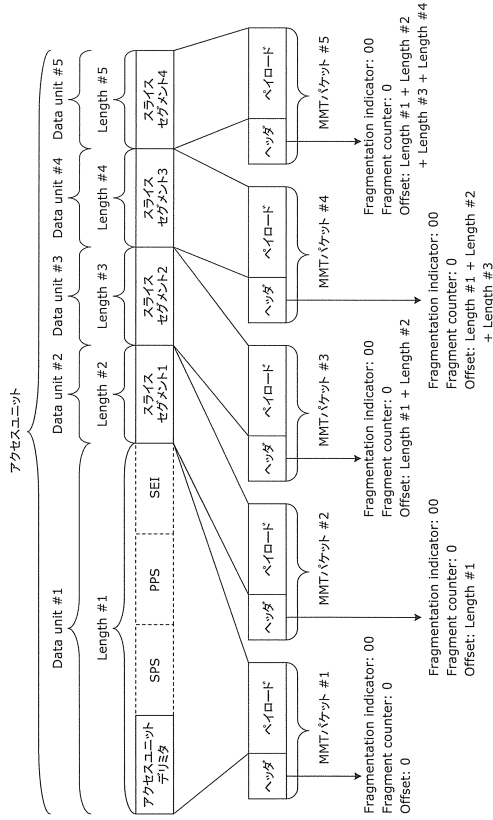 アクセスユニット
Data unit #1
Data unit #2
Data unit #3
Data unit #4
Data unit #5
Length #1
Length #2
Length #3
Length #4
Length #5
アクセスユニット
デリミタ
SPS
PPS
SEI
スライス
セグメント1
スライス
セグメント2
スライス
セグメント3
スライス
セグメント4
ヘッダ
ペイロード
ヘッダ
ペイロード
ヘッダ
ペイロード
ヘッダ
ペイロード
ヘッダ
ペイロード
MMTパケット #1
MMTパケット #2
MMTパケット #3
MMTパケット #4
MMTパケット #5
Fragmentation indicator: 00
Fragment counter: 0
Offset: 0
Fragmentation indicator: 00
Fragment counter: 0
Offset: Length #1
Fragmentation indicator: 00
Fragment counter: 0
Offset: Length #1 + Length #2
Fragmentation indicator: 00
Fragment counter: 0
Offset: Length #1 + Length #2
+ Length #3
Fragmentation indicator: 00
Fragment counter: 0
Offset: Length #1 + Length #2
+ Length #3 + Length #4